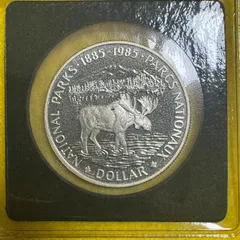 NATIONAL PARKS · 1885-1985 · PARCS NATIONAUX
DOLLAR